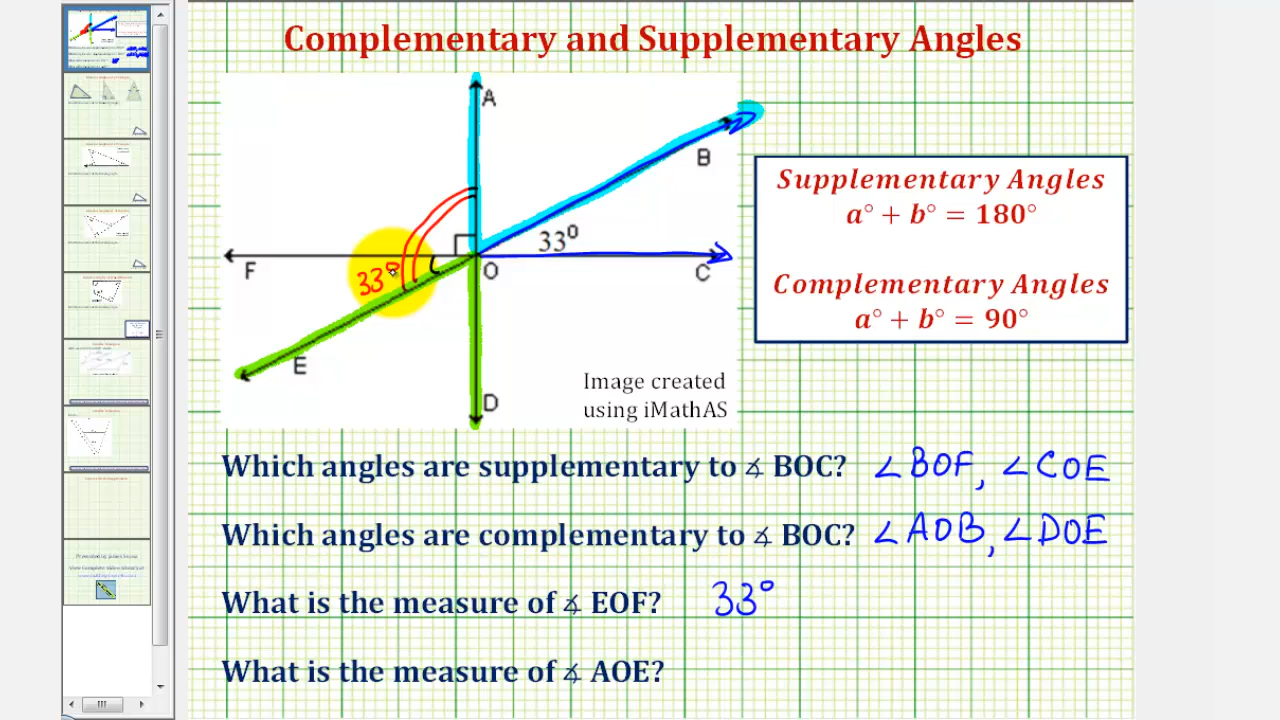 Complementary and Supplementary Angles
A
B
33°
F
O
C
33°
E
D
Image created
using iMathAS
Supplementary Angles
a° + b° = 180°
Complementary Angles
a° + b° = 90°
Which angles are supplementary to ∡ BOC? ∠BOF, ∠COE
Which angles are complementary to ∡ BOC? ∠AOB, ∠DOE
What is the measure of ∡ EOF? 33°
What is the measure of ∡ AOE?